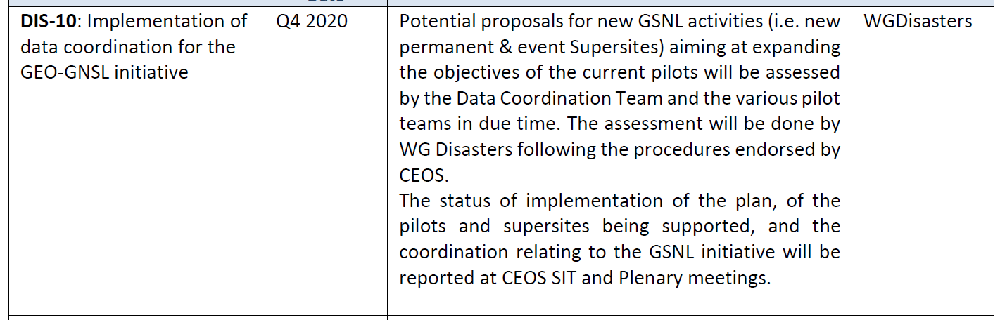 Date
DIS-10: Implementation of
data coordination for the
GEO-GNSL initiative
Q4 2020
Potential proposals for new GSNL activities (i.e. new
permanent & event Supersites) aiming at expanding
the objectives of the current pilots will be assessed
by the Data Coordination Team and the various pilot
teams in due time. The assessment will be done by
WG Disasters following the procedures endorsed by
CEOS.
The status of implementation of the plan, of the
pilots and supersites being supported, and the
coordination relating to the GSNL initiative will be
reported at CEOS SIT and Plenary meetings.
WGDisasters